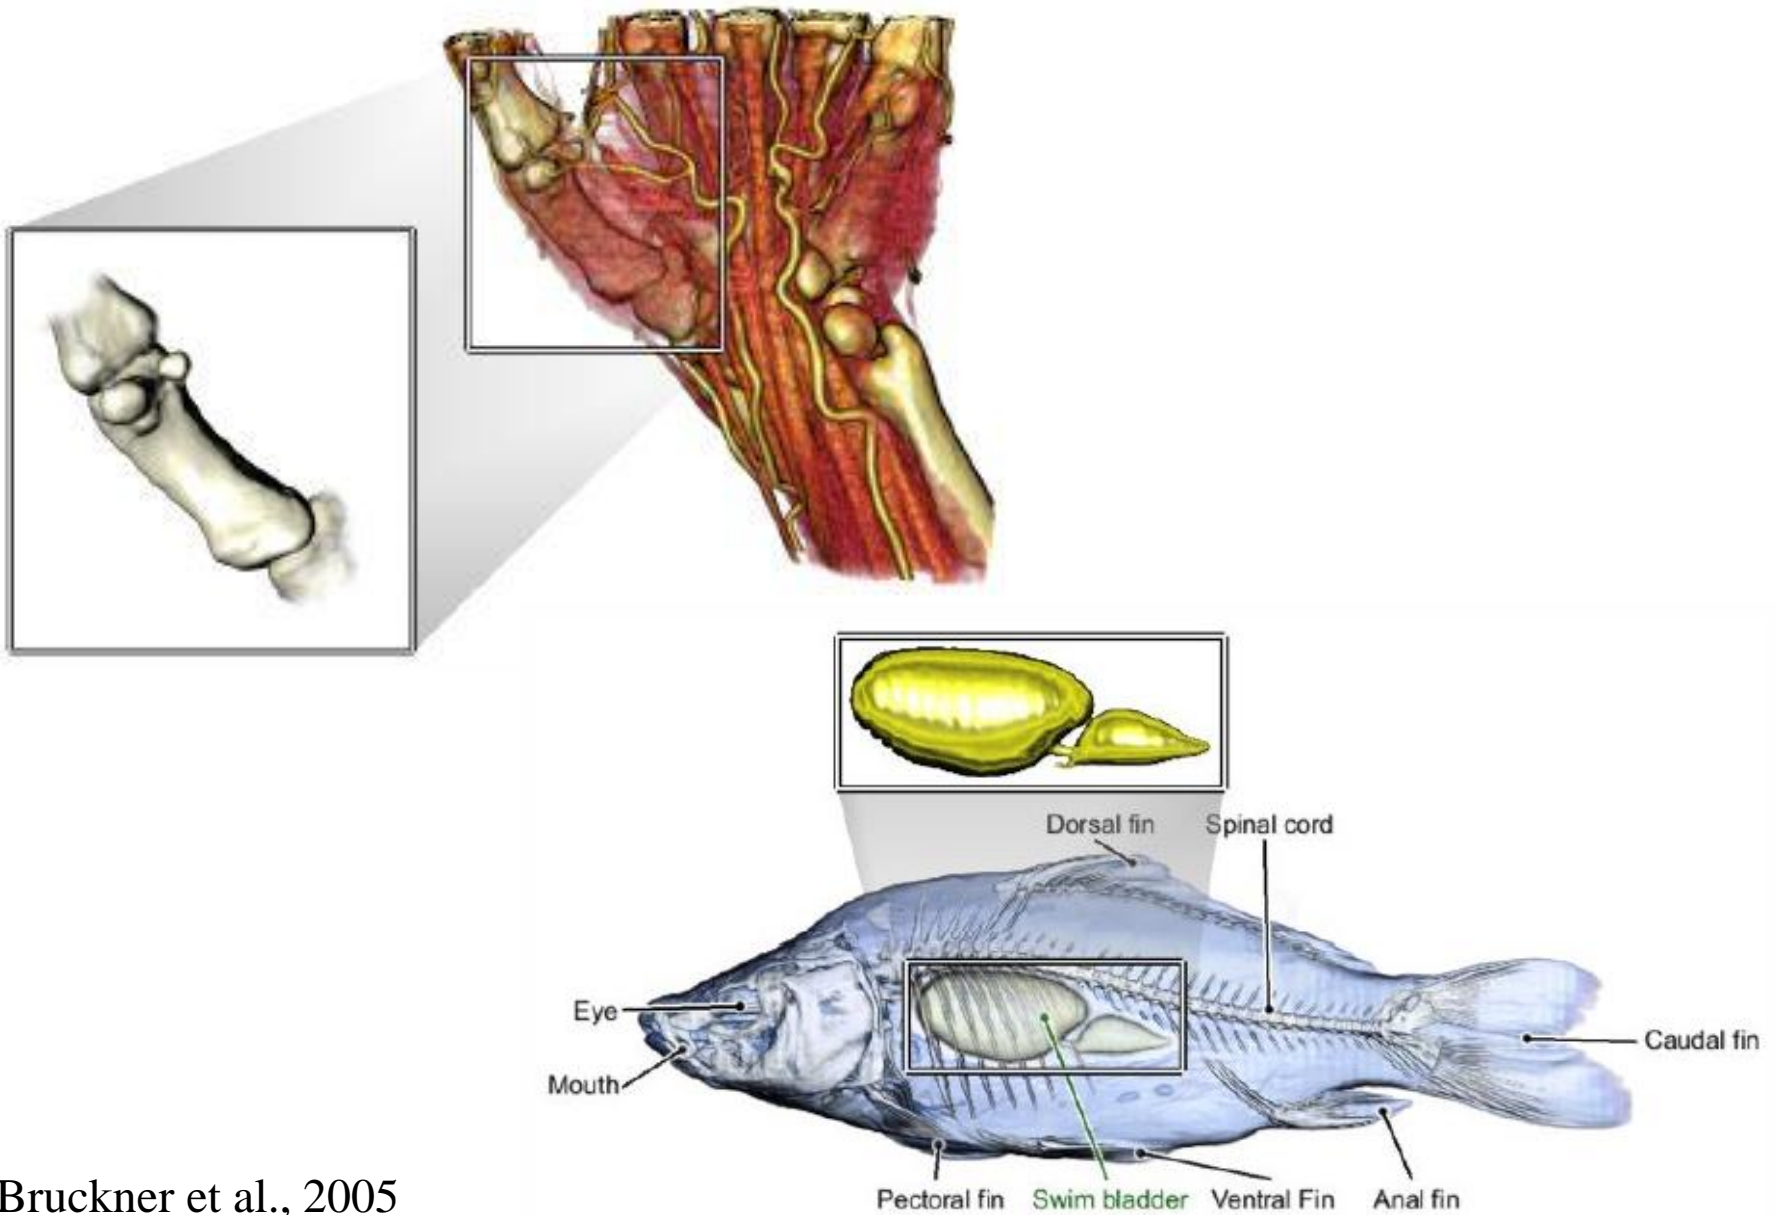 Dorsal fin
Spinal cord
Eye
Caudal fin
Mouth
Pectoral fin
Swim bladder
Ventral Fin
Anal fin
Bruckner et al., 2005